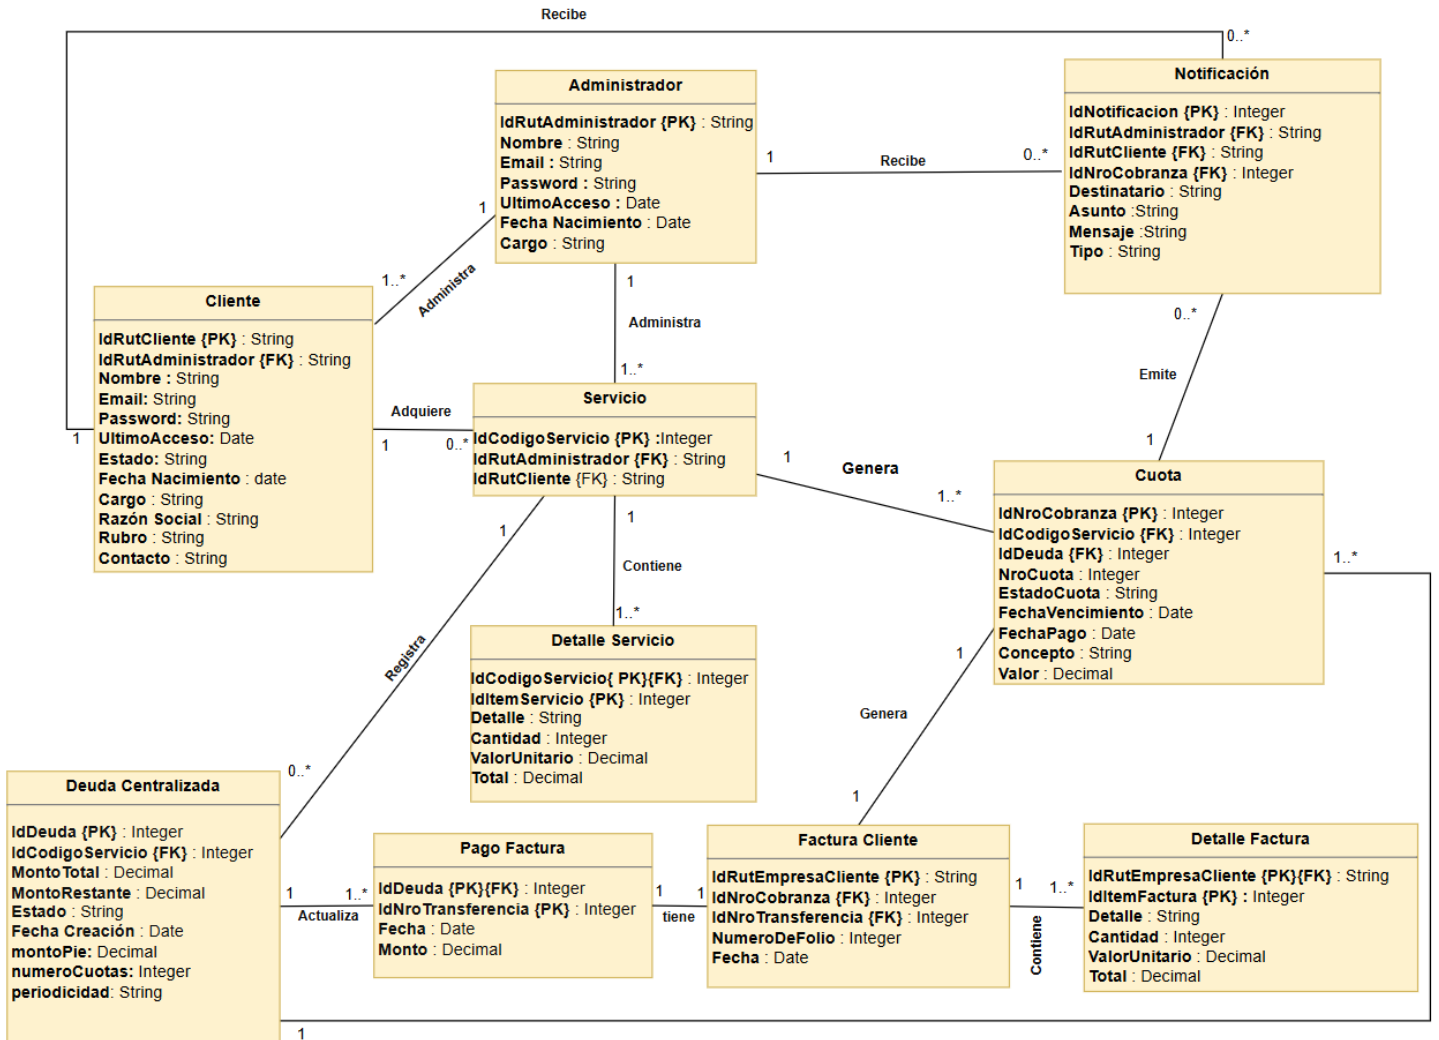 Recibe
0..*
Administrador
IdRutAdministrador {PK} : String
Nombre : String
Email : String
Password : String
UltimoAcceso : Date
Fecha Nacimiento : Date
Cargo : String
Notificación
IdNotificacion {PK} : Integer
IdRutAdministrador {FK} : String
IdRutCliente {FK} : String
IdNroCobranza {FK} : Integer
Destinatario : String
Asunto :String
Mensaje :String
Tipo : String
1
Recibe
0..*
1
1..*
Administra
1
Administra
1..*
0..*
Emite
1
Cliente
IdRutCliente {PK} : String
IdRutAdministrador {FK} : String
Nombre : String
Email: String
Password: String
UltimoAcceso: Date
Estado: String
Fecha Nacimiento : date
Cargo : String
Razón Social : String
Rubro : String
Contacto : String
1
Adquiere
1
0..*
Servicio
IdCodigoServicio {PK} :Integer
IdRutAdministrador {FK} : String
IdRutCliente {FK} : String
1
Genera
1..*
Cuota
IdNroCobranza {PK} : Integer
IdCodigoServicio {FK} : Integer
IdDeuda {FK} : Integer
NroCuota : Integer
EstadoCuota : String
FechaVencimiento : Date
FechaPago : Date
Concepto : String
Valor : Decimal
1..*
1
Registra
0..*
1
Contiene
1..*
Detalle Servicio
IdCodigoServicio{ PK}{FK} : Integer
IdItemServicio {PK} : Integer
Detalle : String
Cantidad : Integer
ValorUnitario : Decimal
Total : Decimal
1
Genera
1
Deuda Centralizada
IdDeuda {PK} : Integer
IdCodigoServicio {FK} : Integer
MontoTotal : Decimal
MontoRestante : Decimal
Estado : String
Fecha Creación : Date
montoPie: Decimal
numeroCuotas: Integer
periodicidad: String
1
1..*
Actualiza
Pago Factura
IdDeuda {PK}{FK} : Integer
IdNroTransferencia {PK} : Integer
Fecha : Date
Monto : Decimal
1
1
tiene
Factura Cliente
IdRutEmpresaCliente {PK} : String
IdNroCobranza {FK} : Integer
IdNroTransferencia {FK} : Integer
NumeroDeFolio : Integer
Fecha : Date
1
1..*
Contiene
Detalle Factura
IdRutEmpresaCliente {PK}{FK} : String
IdItemFactura {PK} : Integer
Detalle : String
Cantidad : Integer
ValorUnitario : Decimal
Total : Decimal
1